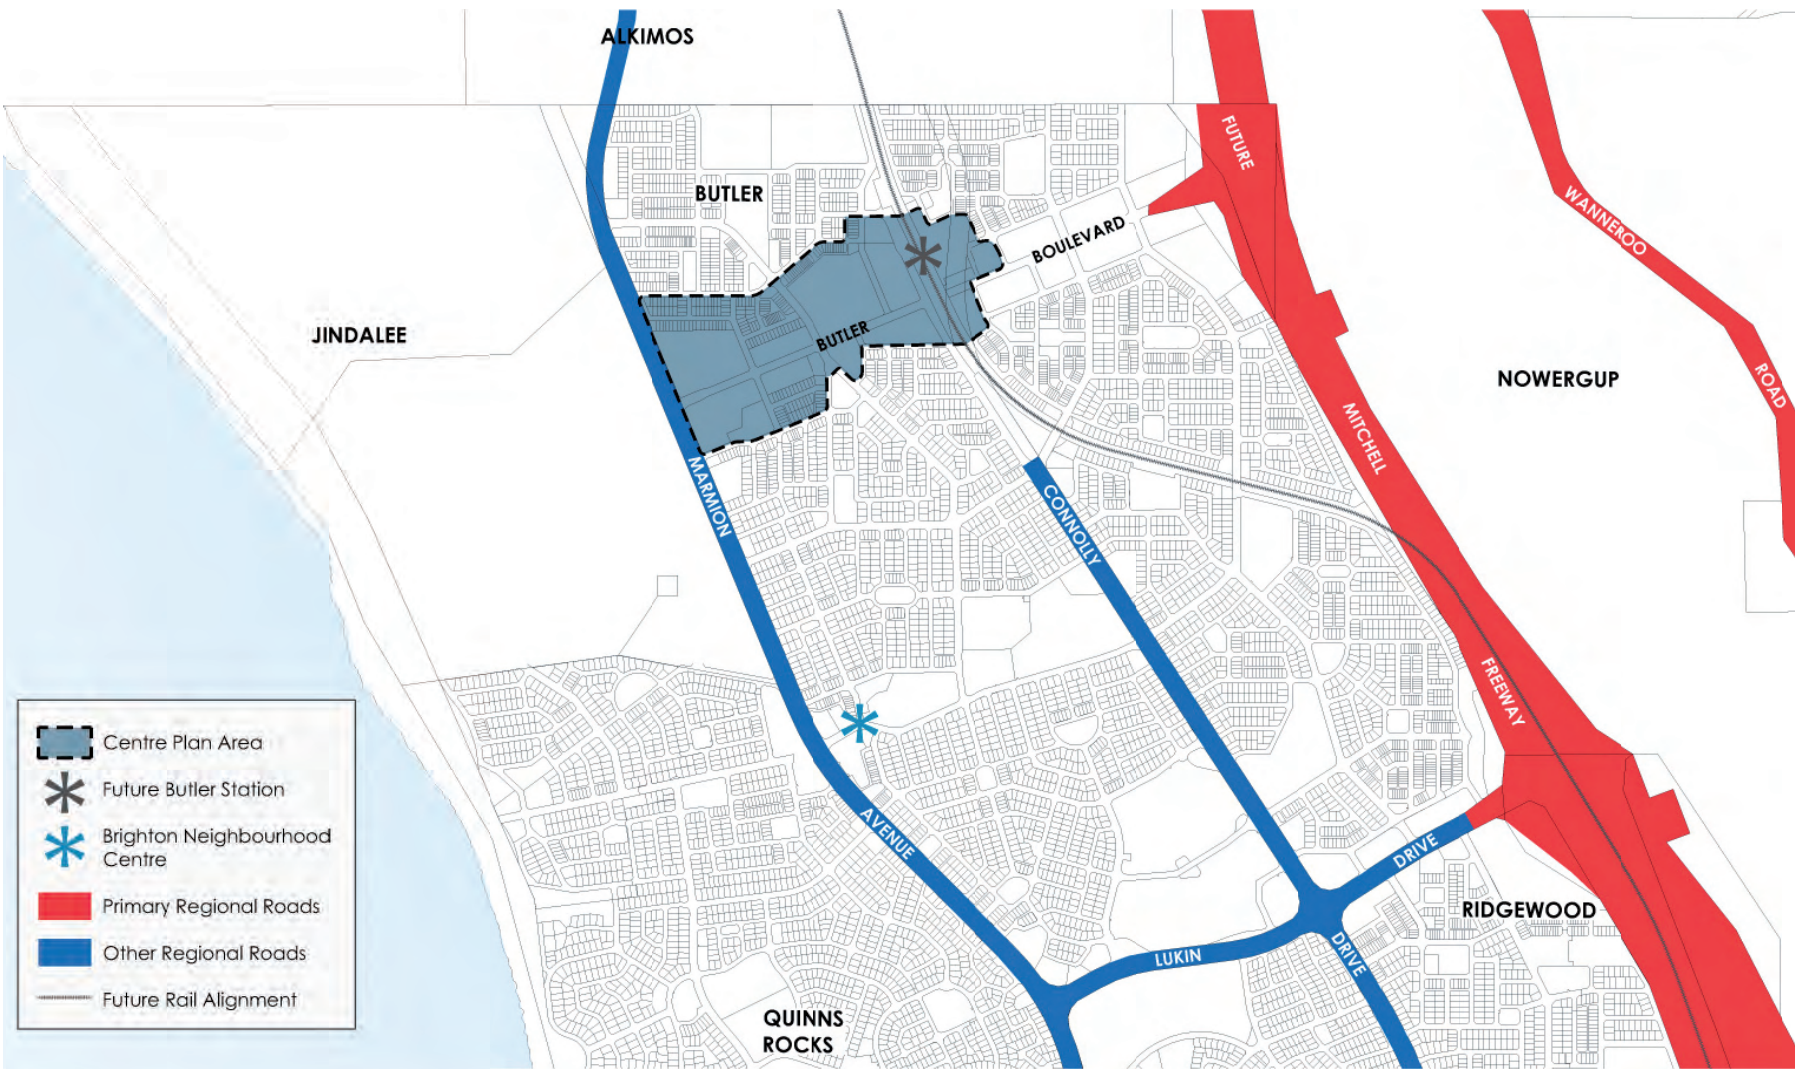 ALKIMOS
FUTURE
BUTLER
WANNEROO
BOULEVARD
JINDALEE
BUTLER
NOWERGUP
ROAD
MITCHELL
MARMION
CONNOLLY
FREEWAY
Centre Plan Area
Future Butler Station
Brighton Neighbourhood
Centre
Primary Regional Roads
Other Regional Roads
Future Rail Alignment
AVENUE
DRIVE
RIDGEWOOD
LUKIN
DRIVE
QUINNS
ROCKS